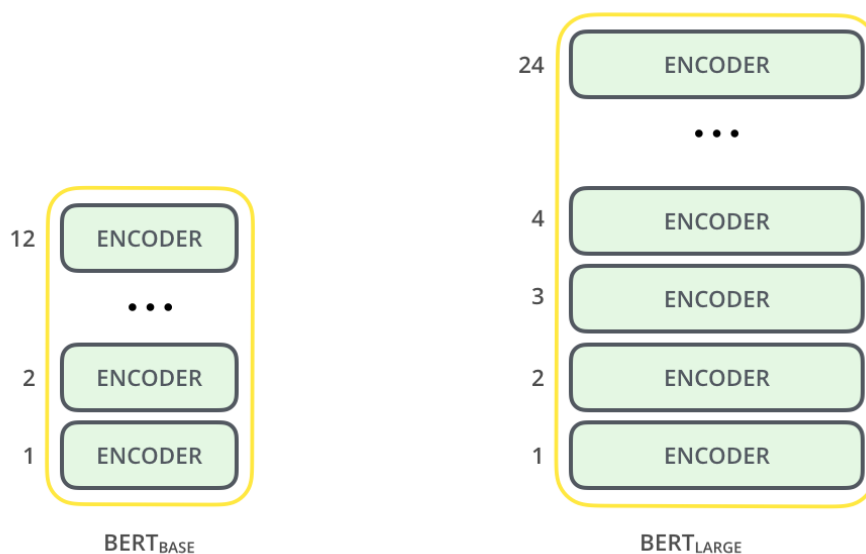 12 ENCODER
...
2 ENCODER
1 ENCODER
BERTBASE
24 ENCODER
...
4 ENCODER
3 ENCODER
2 ENCODER
1 ENCODER
BERTLARGE